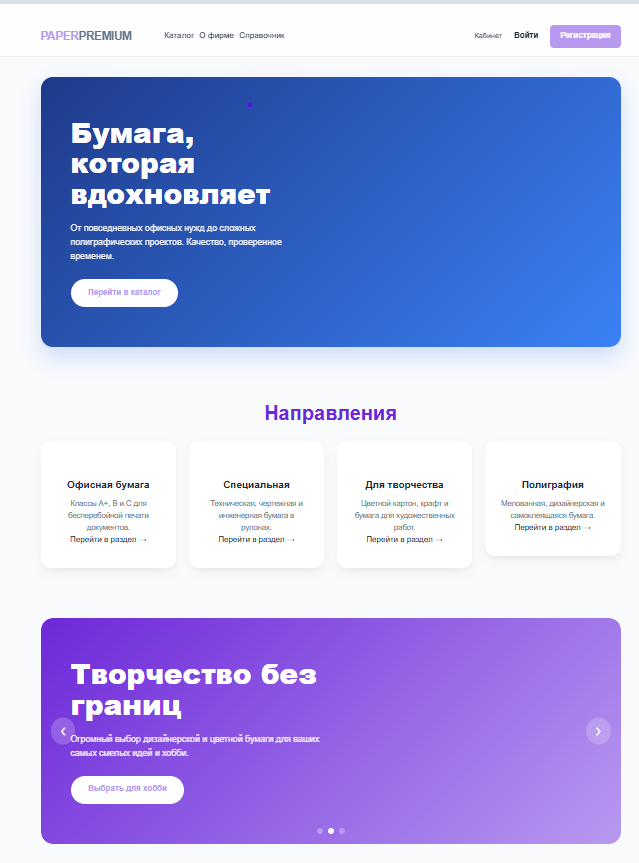 PAPERPREMIUM Каталог О фирме Справочник Кабинет Войти Регистрация
Бумага,
которая
вдохновляет
От повседневных офисных нужд до сложных
полиграфических проектов. Качество, проверенное
временем.
Перейти в каталог
Направления
Офисная бумага
Классы A+, B и C для
бесперебойной печати
документов.
Перейти в раздел →
Специальная
Техническая, чертежная и
инженерная бумага в
рулонах.
Перейти в раздел →
Для творчества
Цветной картон, крафт и
бумага для художественных
работ.
Перейти в раздел →
Полиграфия
Мелованная, дизайнерская и
самоклеящаяся бумага.
Перейти в раздел →
Творчество без
границ
Огромный выбор дизайнерской и цветной бумаги для ваших
самых смелых идей и хобби.
Выбрать для хобби